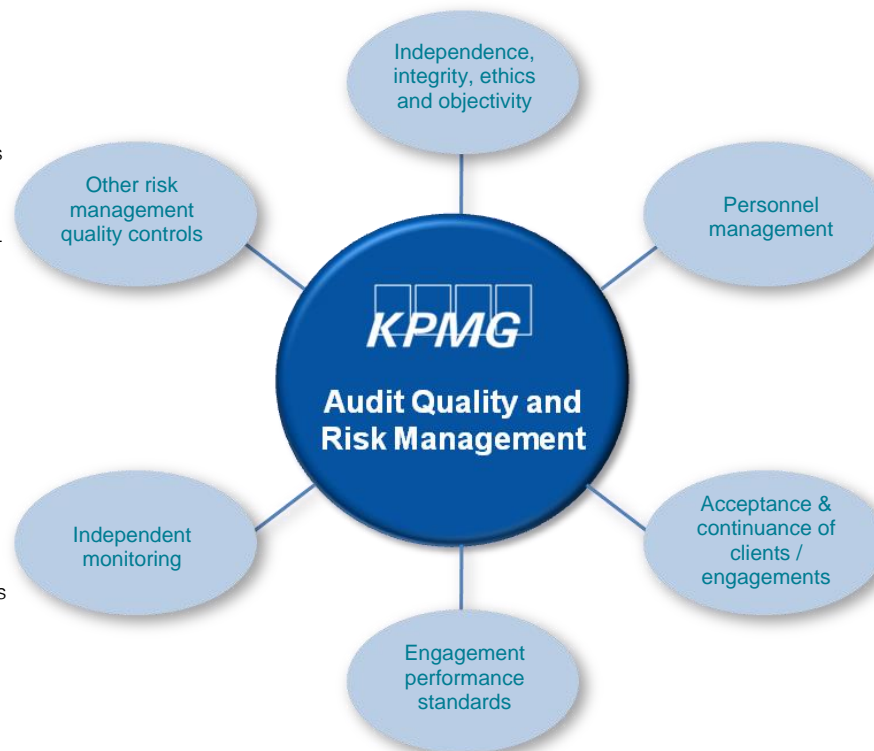 Independence,
integrity, ethics
and objectivity
Other risk
management
quality controls
Personnel
management
KPMG
Audit Quality and
Risk Management
Independent
monitoring
Acceptance &
continuance of
clients /
engagements
Engagement
performance
standards